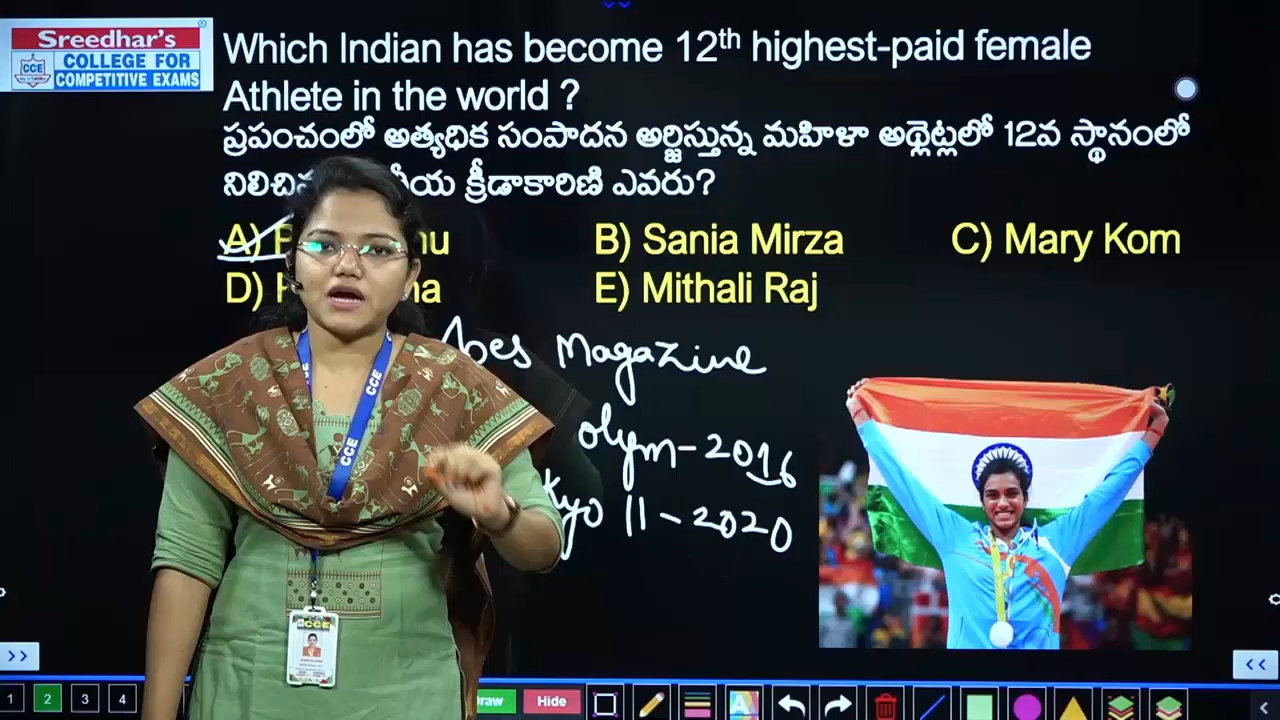 Sreedhar's
CCE
COLLEGE FOR
COMPETITIVE EXAMS
Which Indian has become 12th highest-paid female
Athlete in the world ?
ప్రపంచంలో అత్యధిక సంపాదన అర్జిస్తున్న మహిళా అథ్లెట్లలో 12వ స్థానంలో
క్రీడాకారిణి ఎవరు?
A)
B) Sania Mirza
C) Mary Kom
D)
E) Mithali Raj
Magazine
olym-2016
11-2020
CCE
CCE
CCE
>>
<<
1
2
3
4
Hide